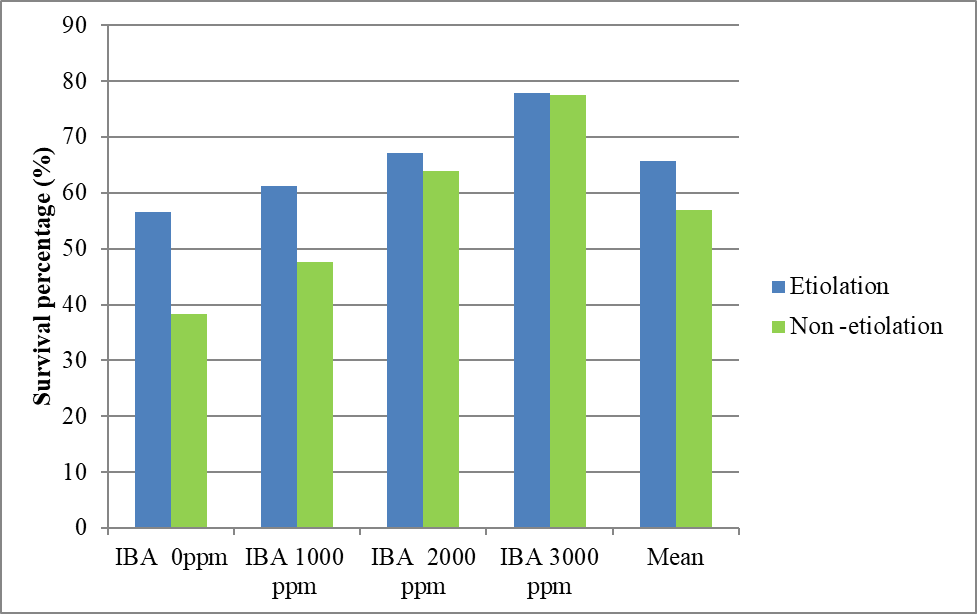 90
80
70
60
50
40
30
20
10
0
Survival percentage (%)
IBA 0ppm
IBA 1000
ppm
IBA 2000
ppm
IBA 3000
ppm
Mean
Etiolation
Non -etiolation